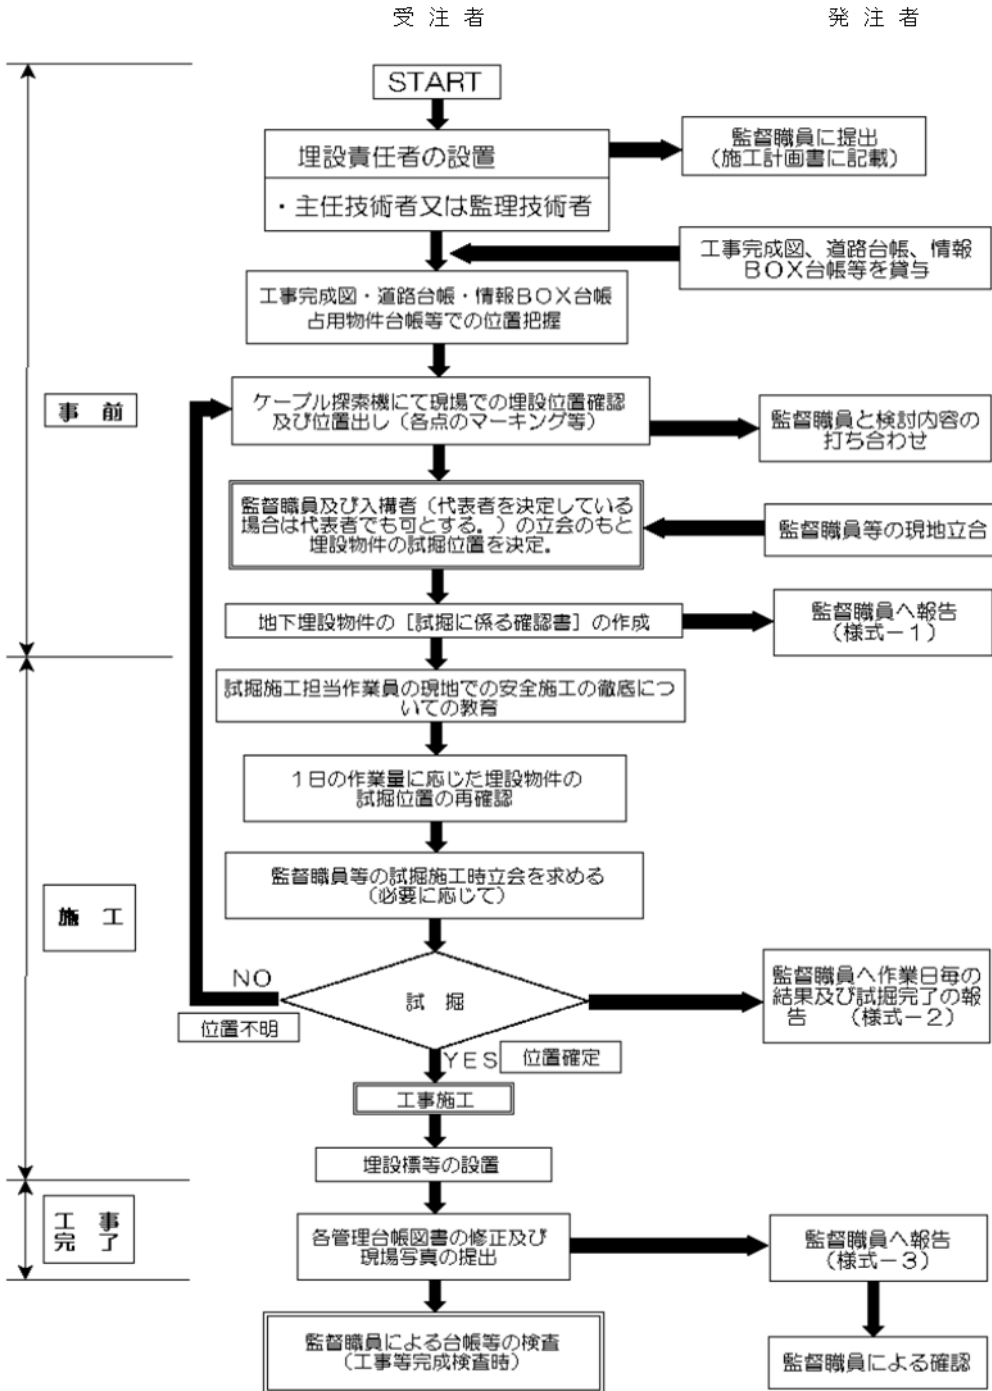 受 注 者
発 注 者
START
埋設責任者の設置
・主任技術者又は監理技術者
監督職員に提出
（施工計画書に記載）
工事完成図、道路台帳、情報
ＢＯＸ台帳等を貸与
工事完成図・道路台帳・情報ＢＯＸ台帳
占用物件台帳等での位置把握
事 前
ケーブル探索機にて現場での埋設位置確認
及び位置出し（各点のマーキング等）
監督職員と検討内容の
打ち合わせ
監督職員及び入構者（代表者を決定している
場合は代表者でも可とする。）の立会のもと
埋設物件の試掘位置を決定。
監督職員等の現地立合
地下埋設物件の［試掘に係る確認書］の作成
監督職員へ報告
（様式－１）
試掘施工担当作業員の現地での安全施工の徹底につ
いての教育
１日の作業量に応じた埋設物件の
試掘位置の再確認
監督職員等の試掘施工時立会を求める
（必要に応じて）
施 工
NO
位置不明
試 掘
監督職員へ作業日毎の
結果及び試掘完了の報
告　（様式－２）
YES
位置確定
工事施工
埋設標等の設置
工 事
完 了
各管理台帳図書の修正及び
現場写真の提出
監督職員へ報告
（様式－３）
監督職員による台帳等の検査
（工事等完成検査時）
監督職員による確認